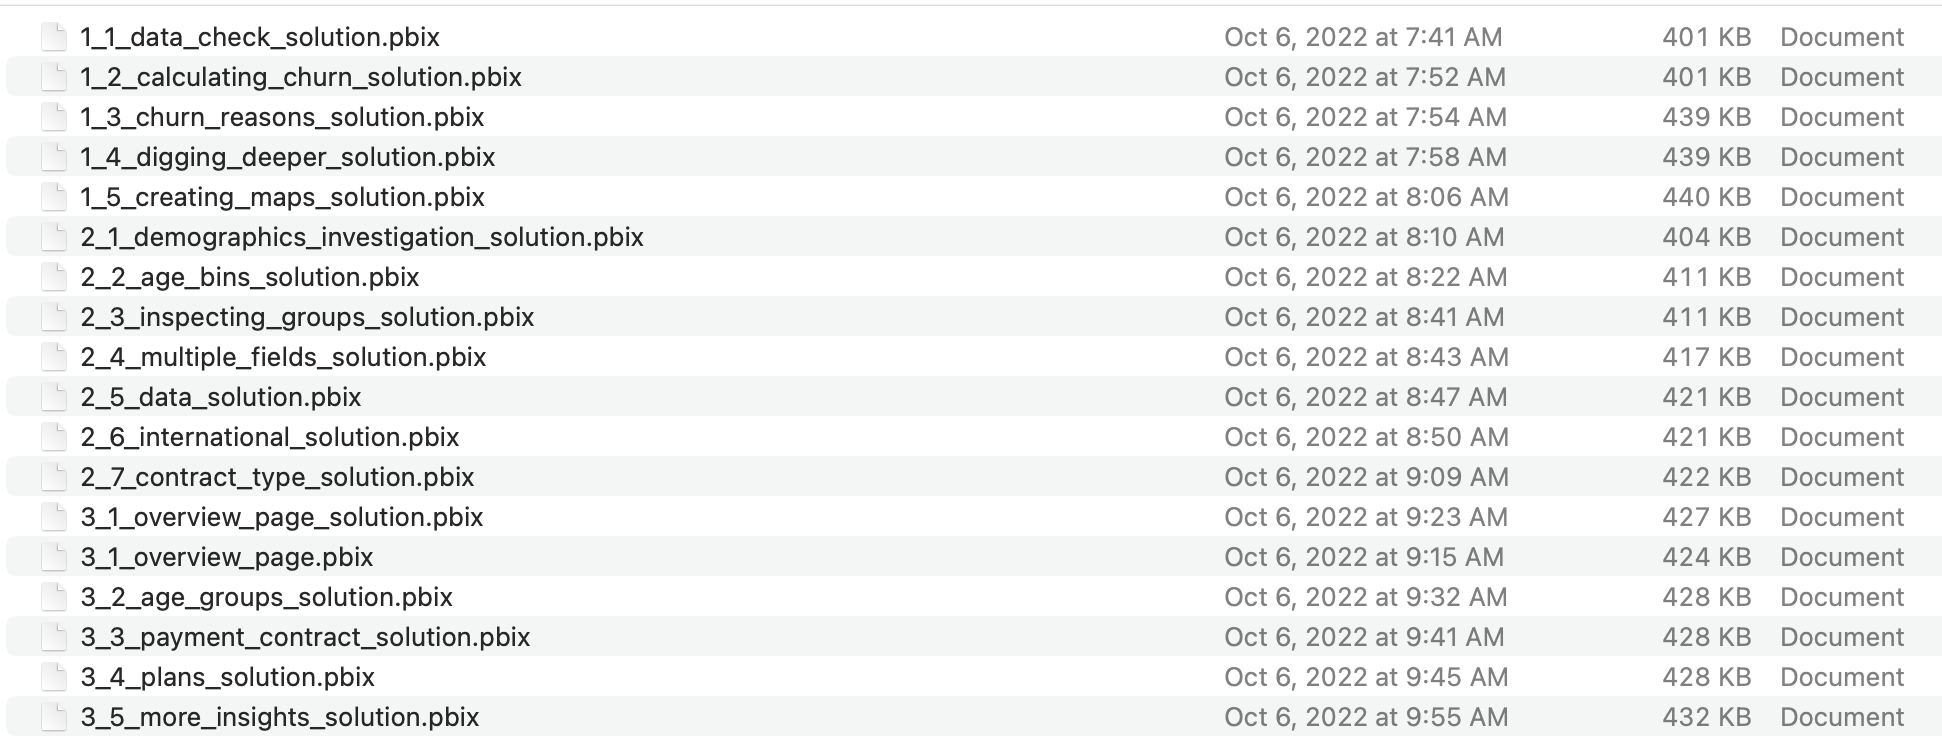 1_1_data_check_solution.pbix Oct 6, 2022 at 7:41 AM 401 KB Document
1_2_calculating_churn_solution.pbix Oct 6, 2022 at 7:52 AM 401 KB Document
1_3_churn_reasons_solution.pbix Oct 6, 2022 at 7:54 AM 439 KB Document
1_4_digging_deeper_solution.pbix Oct 6, 2022 at 7:58 AM 439 KB Document
1_5_creating_maps_solution.pbix Oct 6, 2022 at 8:06 AM 440 KB Document
2_1_demographics_investigation_solution.pbix Oct 6, 2022 at 8:10 AM 404 KB Document
2_2_age_bins_solution.pbix Oct 6, 2022 at 8:22 AM 411 KB Document
2_3_inspecting_groups_solution.pbix Oct 6, 2022 at 8:41 AM 411 KB Document
2_4_multiple_fields_solution.pbix Oct 6, 2022 at 8:43 AM 417 KB Document
2_5_data_solution.pbix Oct 6, 2022 at 8:47 AM 421 KB Document
2_6_international_solution.pbix Oct 6, 2022 at 8:50 AM 421 KB Document
2_7_contract_type_solution.pbix Oct 6, 2022 at 9:09 AM 422 KB Document
3_1_overview_page_solution.pbix Oct 6, 2022 at 9:23 AM 427 KB Document
3_1_overview_page.pbix Oct 6, 2022 at 9:15 AM 424 KB Document
3_2_age_groups_solution.pbix Oct 6, 2022 at 9:32 AM 428 KB Document
3_3_payment_contract_solution.pbix Oct 6, 2022 at 9:41 AM 428 KB Document
3_4_plans_solution.pbix Oct 6, 2022 at 9:45 AM 428 KB Document
3_5_more_insights_solution.pbix Oct 6, 2022 at 9:55 AM 432 KB Document